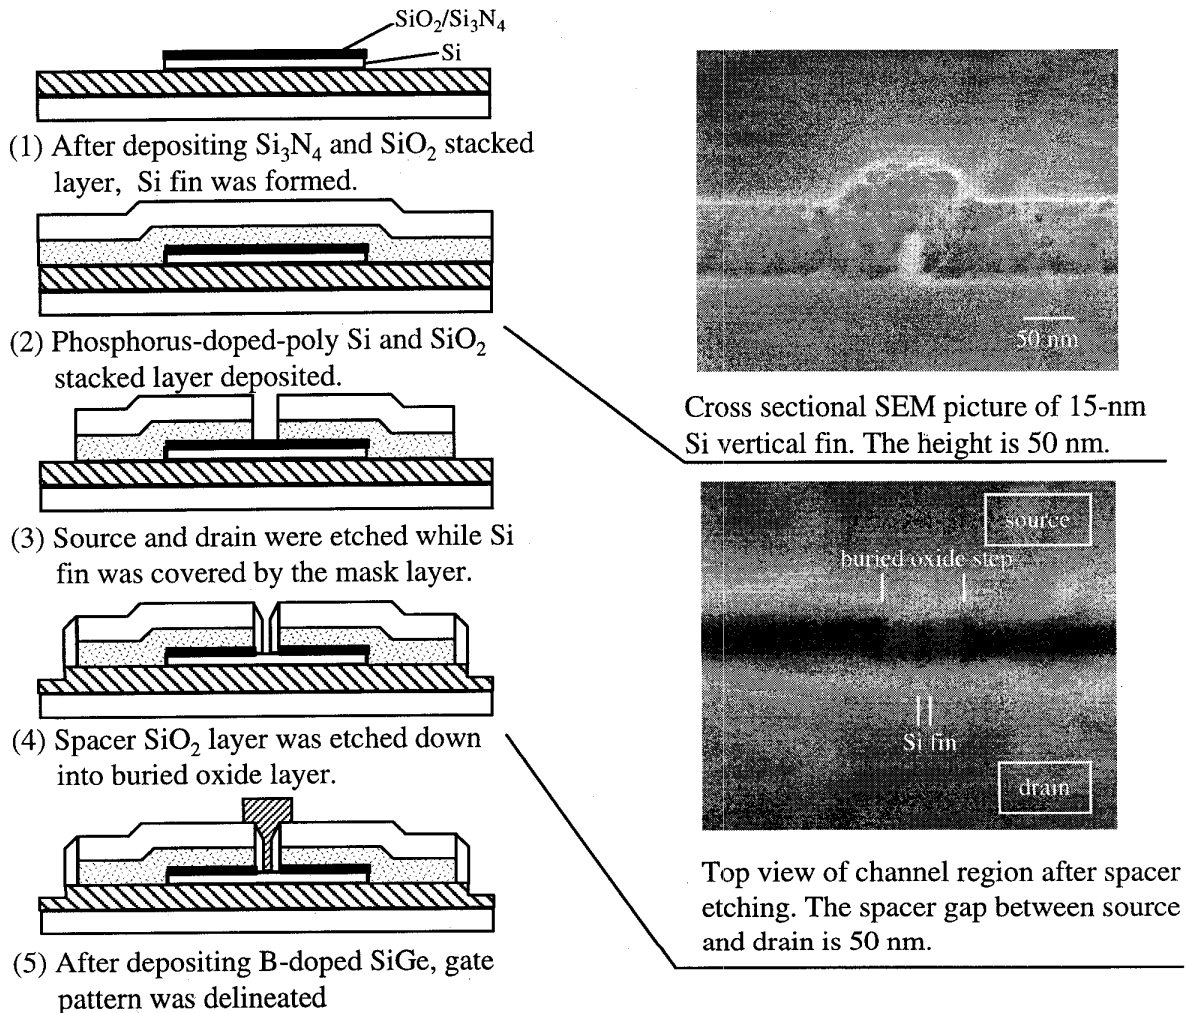 SiO₂/Si₃N₄
Si
(1) After depositing Si₃N₄ and SiO₂ stacked
layer, Si fin was formed.
(2) Phosphorus-doped-poly Si and SiO₂
stacked layer deposited.
(3) Source and drain were etched while Si
fin was covered by the mask layer.
(4) Spacer SiO₂ layer was etched down
into buried oxide layer.
(5) After depositing B-doped SiGe, gate
pattern was delineated
50 nm
Cross sectional SEM picture of 15-nm
Si vertical fin. The height is 50 nm.
source
buried oxide step
Si fin
drain
Top view of channel region after spacer
etching. The spacer gap between source
and drain is 50 nm.